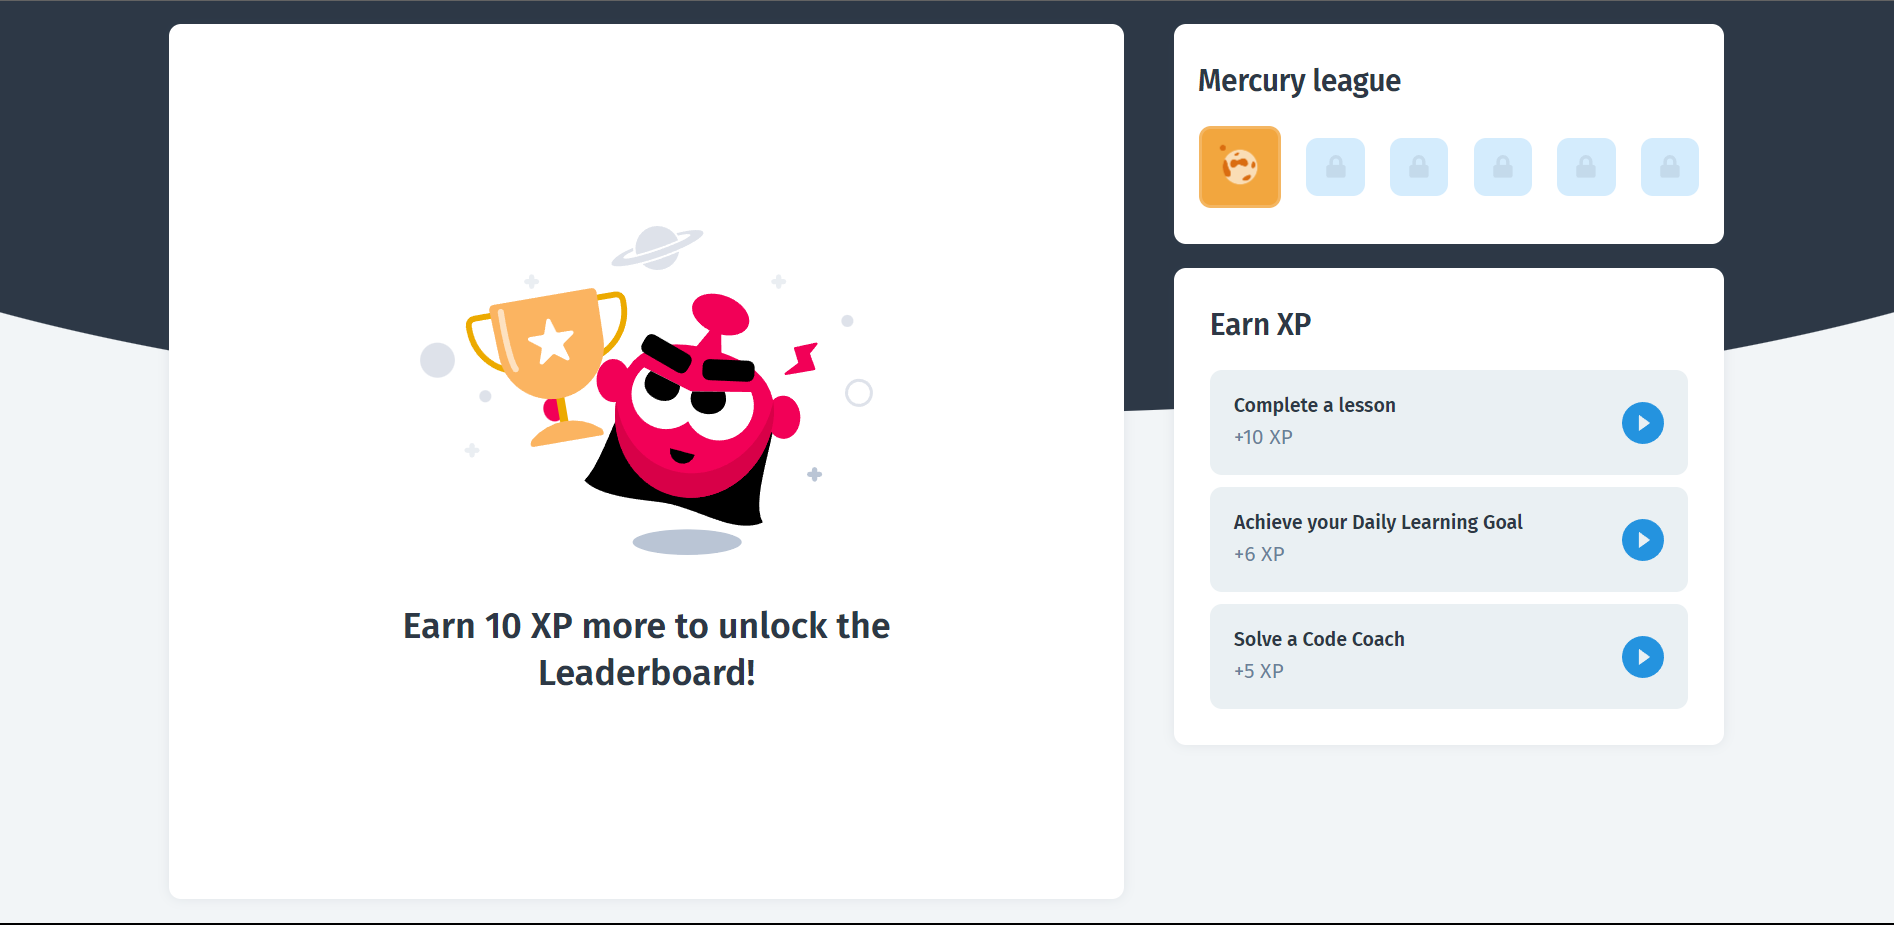 Earn 10 XP more to unlock the
Leaderboard!
Mercury league
Earn XP
Complete a lesson
+10 XP
Achieve your Daily Learning Goal
+6 XP
Solve a Code Coach
+5 XP